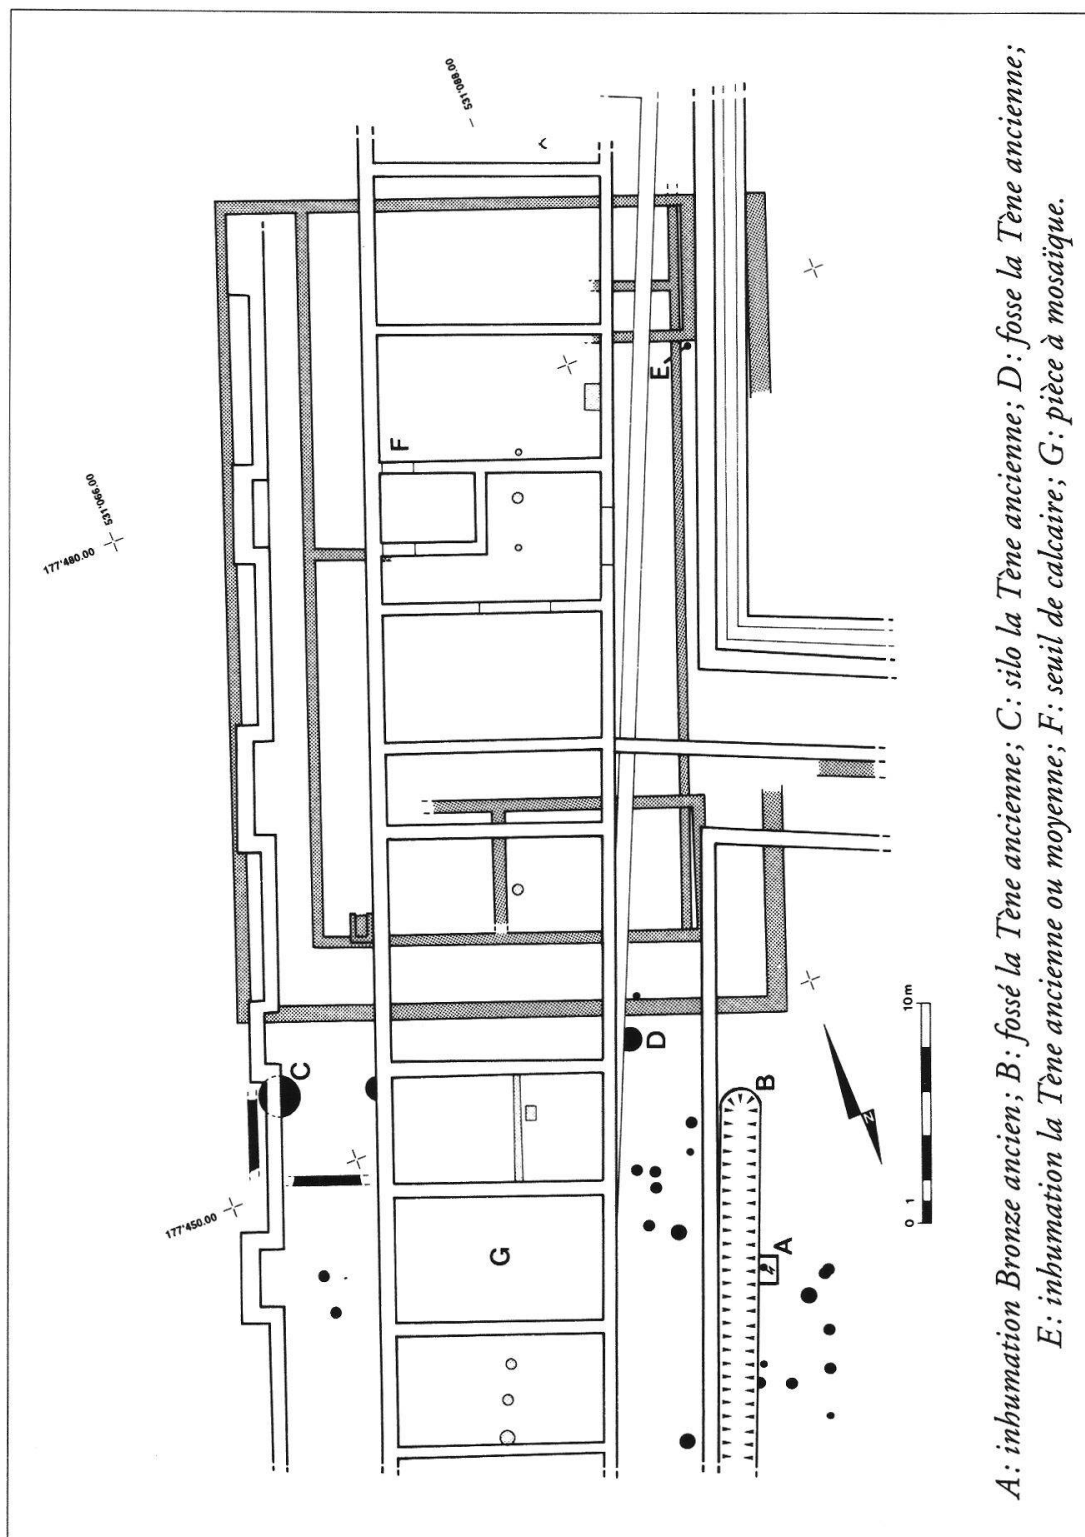 531'088.00
531'066.00
177'480.00
F
E
C
D
B
177'450.00
G
A
N
0 1 10m
A: inhumation Bronze ancien; B: fossé la Tène ancienne; C: silo la Tène ancienne; D: fosse la Tène ancienne;
E: inhumation la Tène ancienne ou moyenne; F: seuil de calcaire; G: pièce à mosaïque.